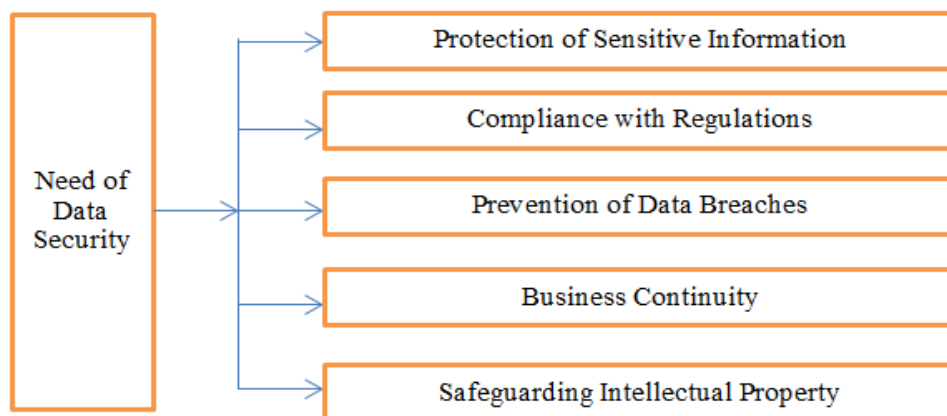 Need of
Data
Security
Protection of Sensitive Information
Compliance with Regulations
Prevention of Data Breaches
Business Continuity
Safeguarding Intellectual Property